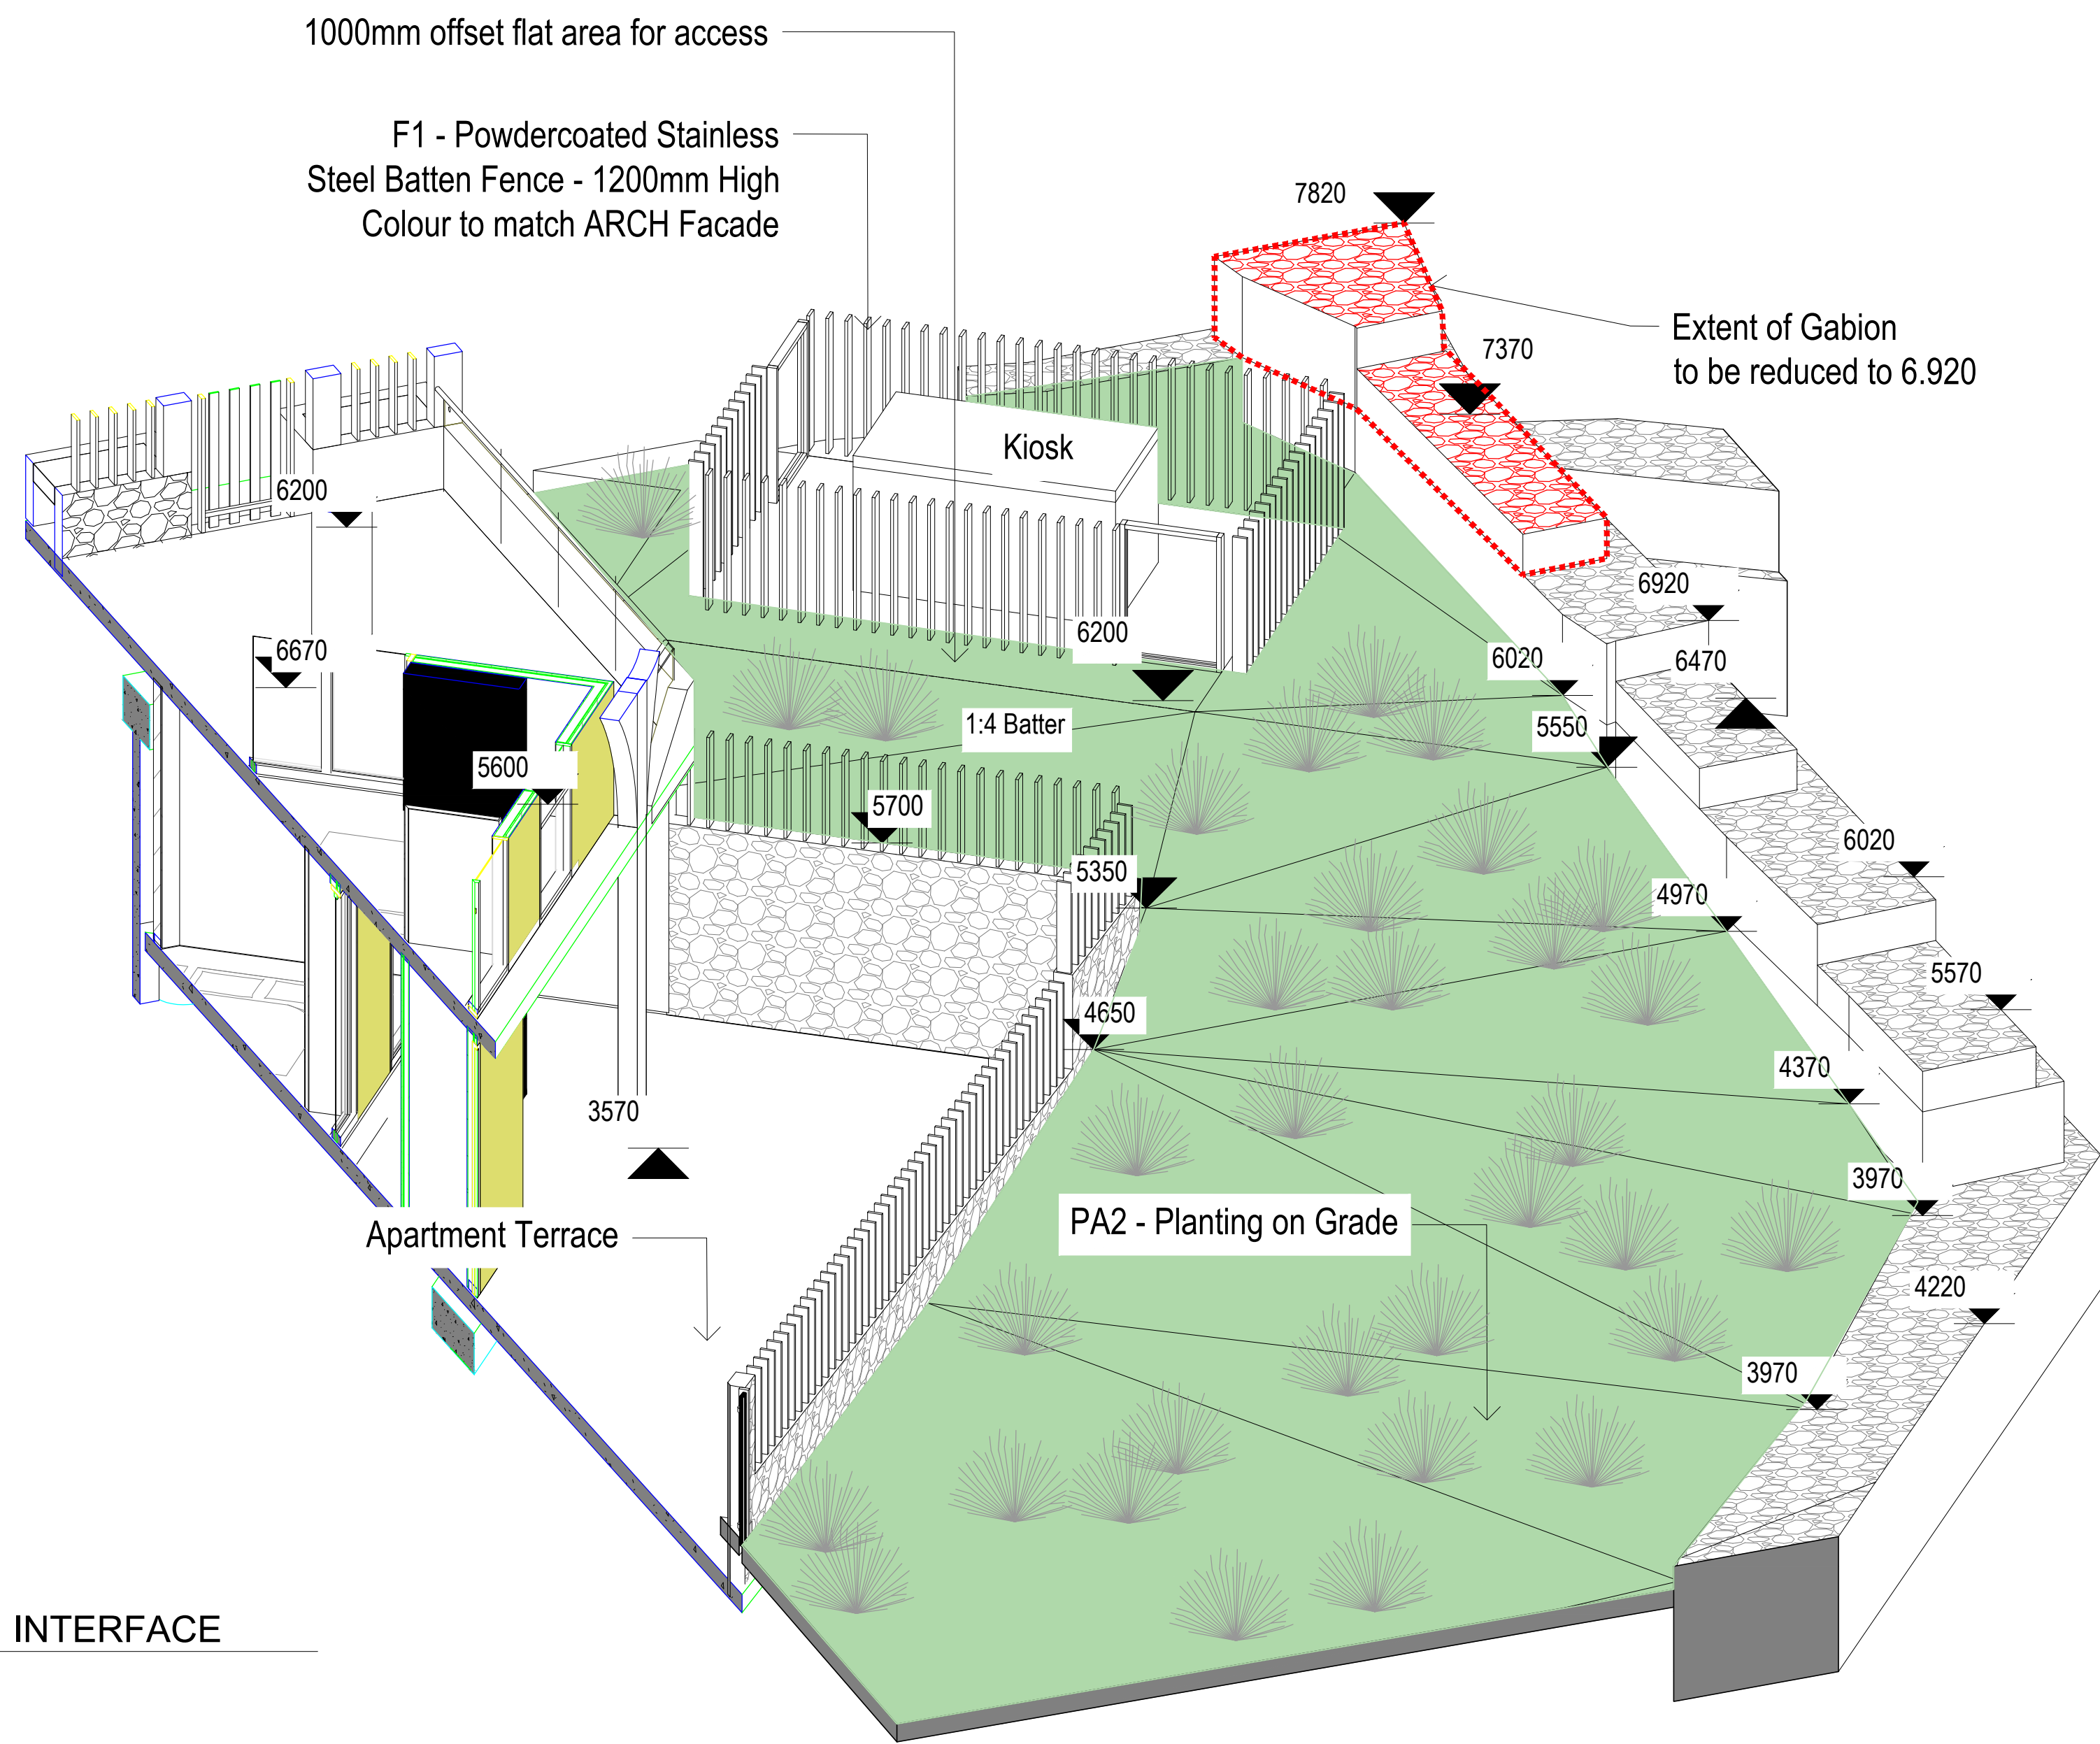 1000mm offset flat area for access
F1 - Powdercoated Stainless
Steel Batten Fence - 1200mm High
Colour to match ARCH Facade
7820
Extent of Gabion
to be reduced to 6.920
7370
Kiosk
6200
6920
6200
6020
6470
6670
1:4 Batter
5550
5600
5700
6020
5350
4970
5570
4650
4370
3570
3970
PA2 - Planting on Grade
Apartment Terrace
4220
3970
INTERFACE